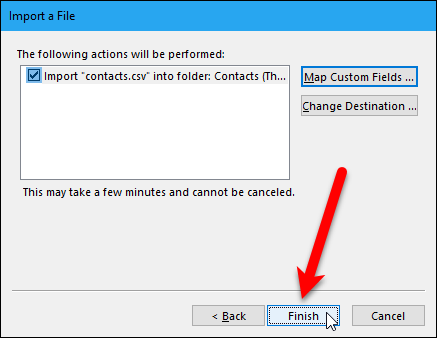 Import a File
The following actions will be performed:
Import "contacts.csv" into folder: Contacts (Th...
Map Custom Fields ...
Change Destination ...
This may take a few minutes and cannot be canceled.
< Back
Finish
Cancel